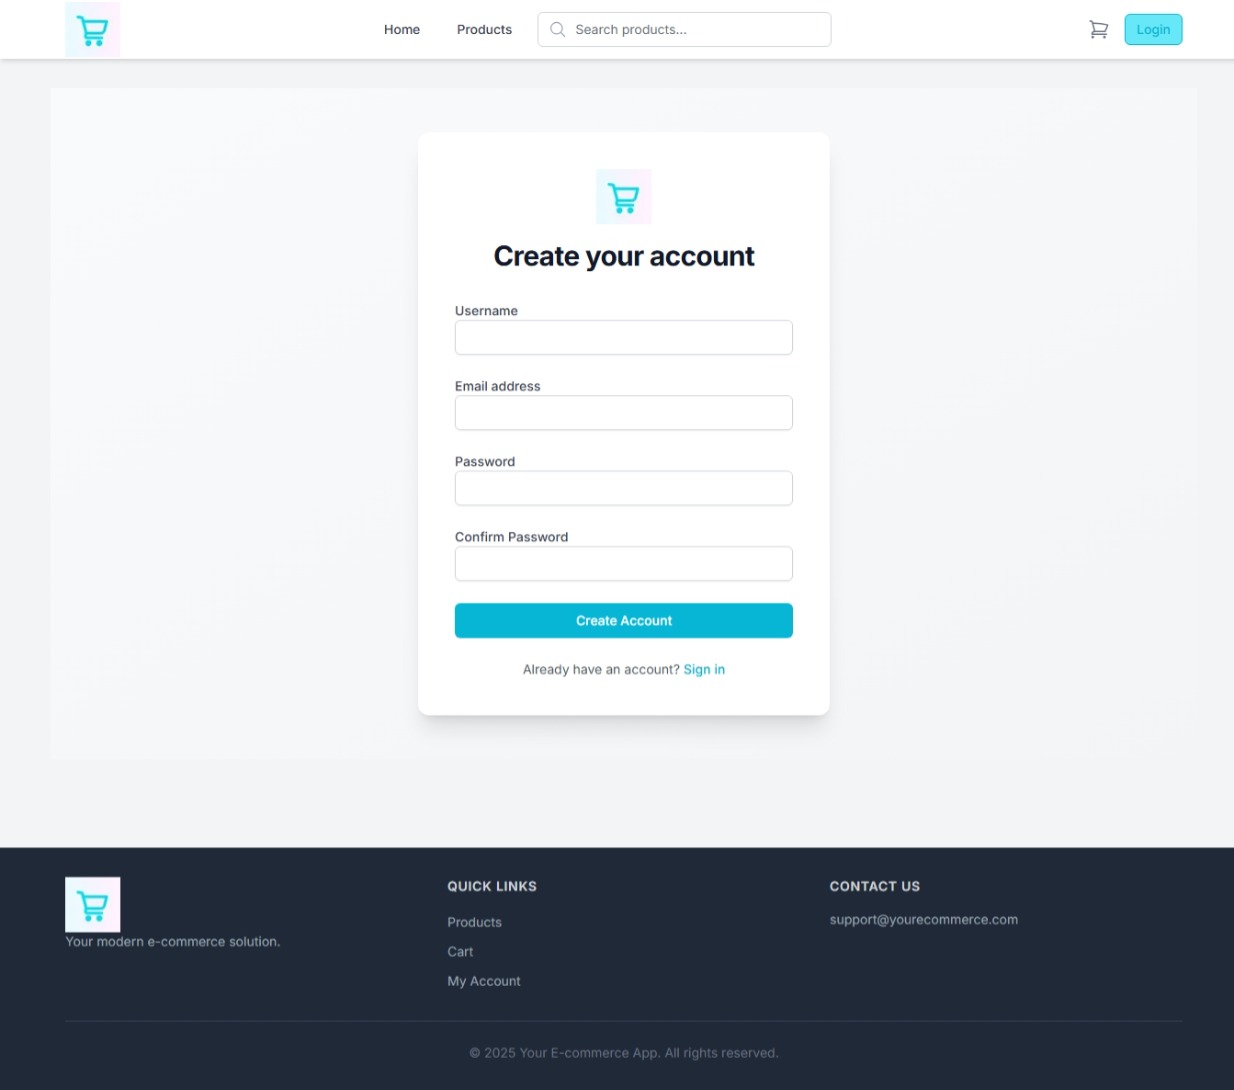 Home
Products
Search products...
Login
Create your account
Username
Email address
Password
Confirm Password
Create Account
Already have an account? Sign in
Your modern e-commerce solution.
QUICK LINKS
Products
Cart
My Account
CONTACT US
support@yourecommerce.com
© 2025 Your E-commerce App. All rights reserved.